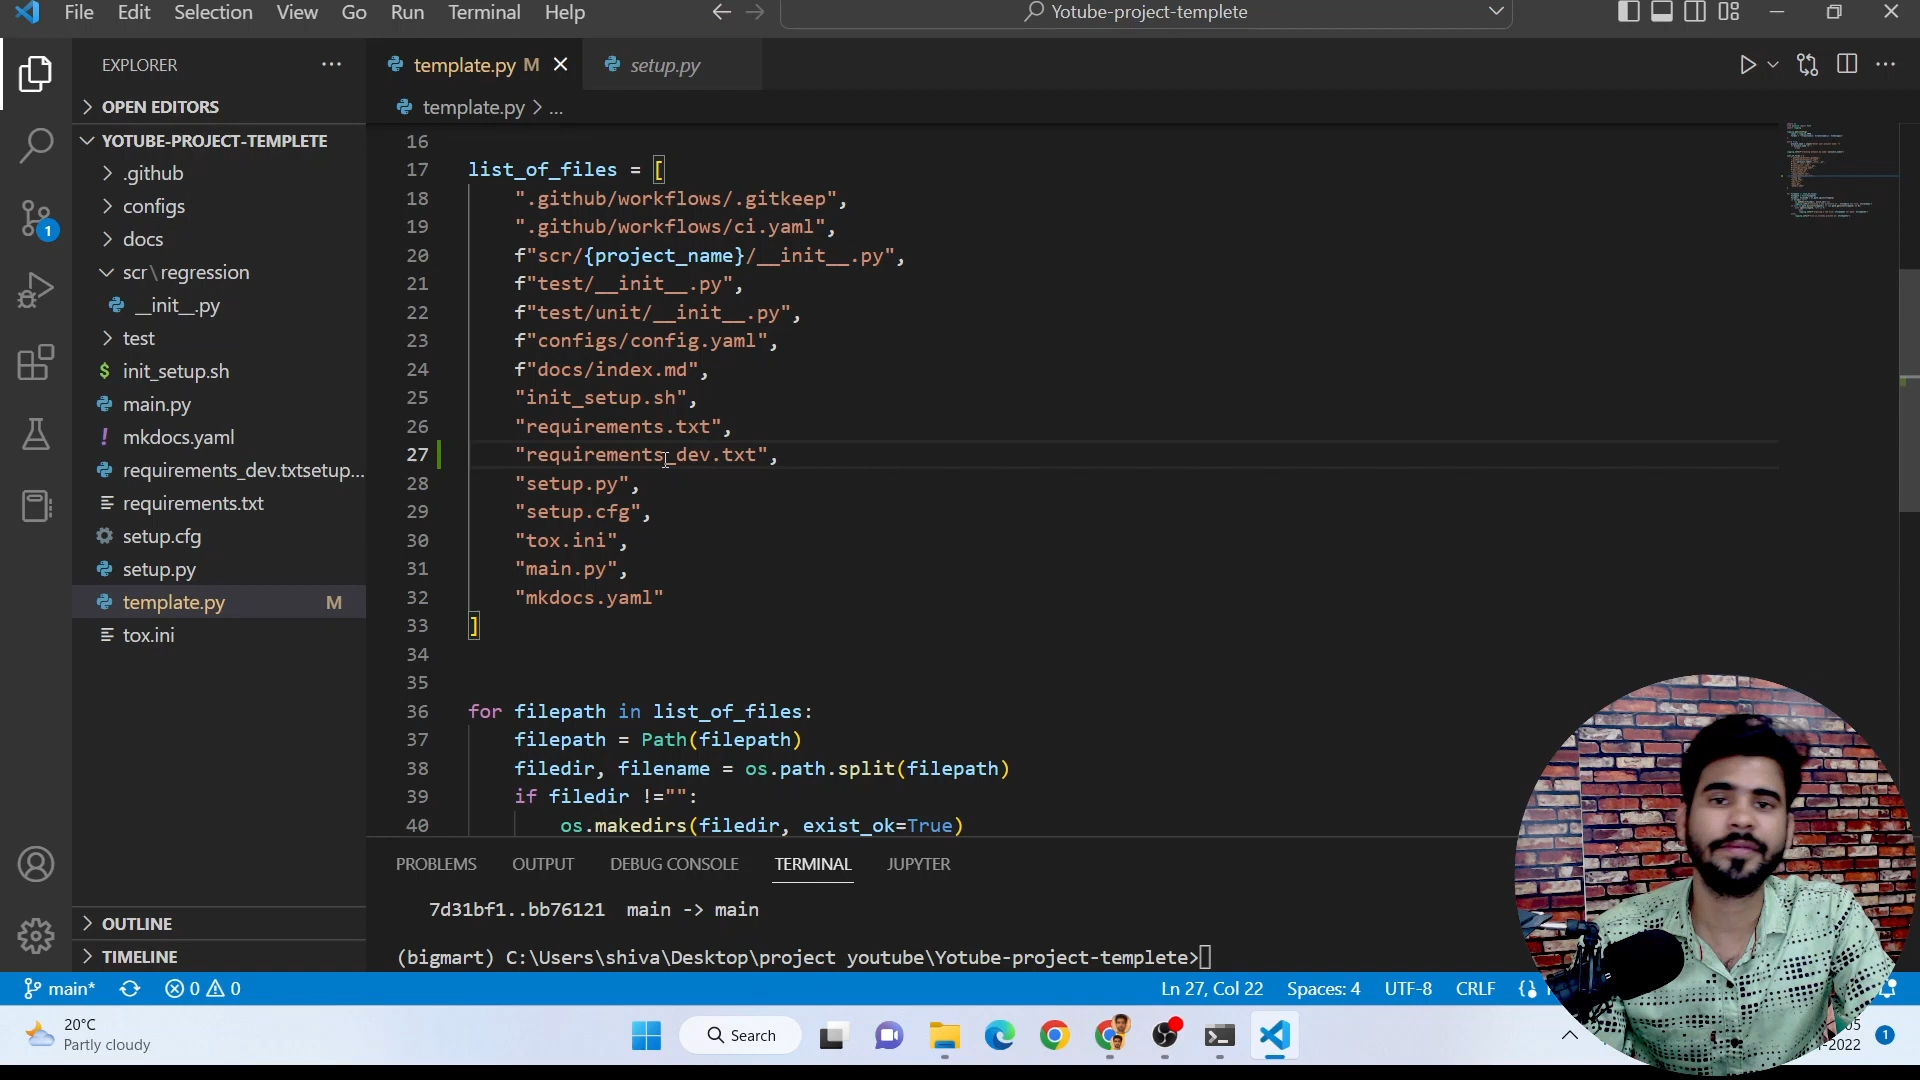 File Edit Selection View Go Run Terminal Help
Yotube-project-templete
EXPLORER
OPEN EDITORS
YOTUBE-PROJECT-TEMPLETE
.github
configs
docs
scr\regression
__init__.py
test
init_setup.sh
main.py
mkdocs.yaml
requirements_dev.txtsetup...
requirements.txt
setup.cfg
setup.py
template.py M
tox.ini
OUTLINE
TIMELINE
1
template.py M
setup.py
template.py > ...
16
17 list_of_files = [
18 ".github/workflows/.gitkeep",
19 ".github/workflows/ci.yaml",
20 f"scr/{project_name}/__init__.py",
21 f"test/__init__.py",
22 f"test/unit/__init__.py",
23 f"configs/config.yaml",
24 f"docs/index.md",
25 "init_setup.sh",
26 "requirements.txt",
27 "requirements_dev.txt",
28 "setup.py",
29 "setup.cfg",
30 "tox.ini",
31 "main.py",
32 "mkdocs.yaml"
33 ]
34
35
36 for filepath in list_of_files:
37 filepath = Path(filepath)
38 filedir, filename = os.path.split(filepath)
39 if filedir !="":
40 os.makedirs(filedir, exist_ok=True)
PROBLEMS OUTPUT DEBUG CONSOLE TERMINAL JUPYTER
7d31bf1..bb76121 main -> main
(bigmart) C:\Users\shiva\Desktop\project youtube\Yotube-project-templete>
main* 0 0 Ln 27, Col 22 Spaces: 4 UTF-8 CRLF
20°C
Partly cloudy
Search
05
-2022
1